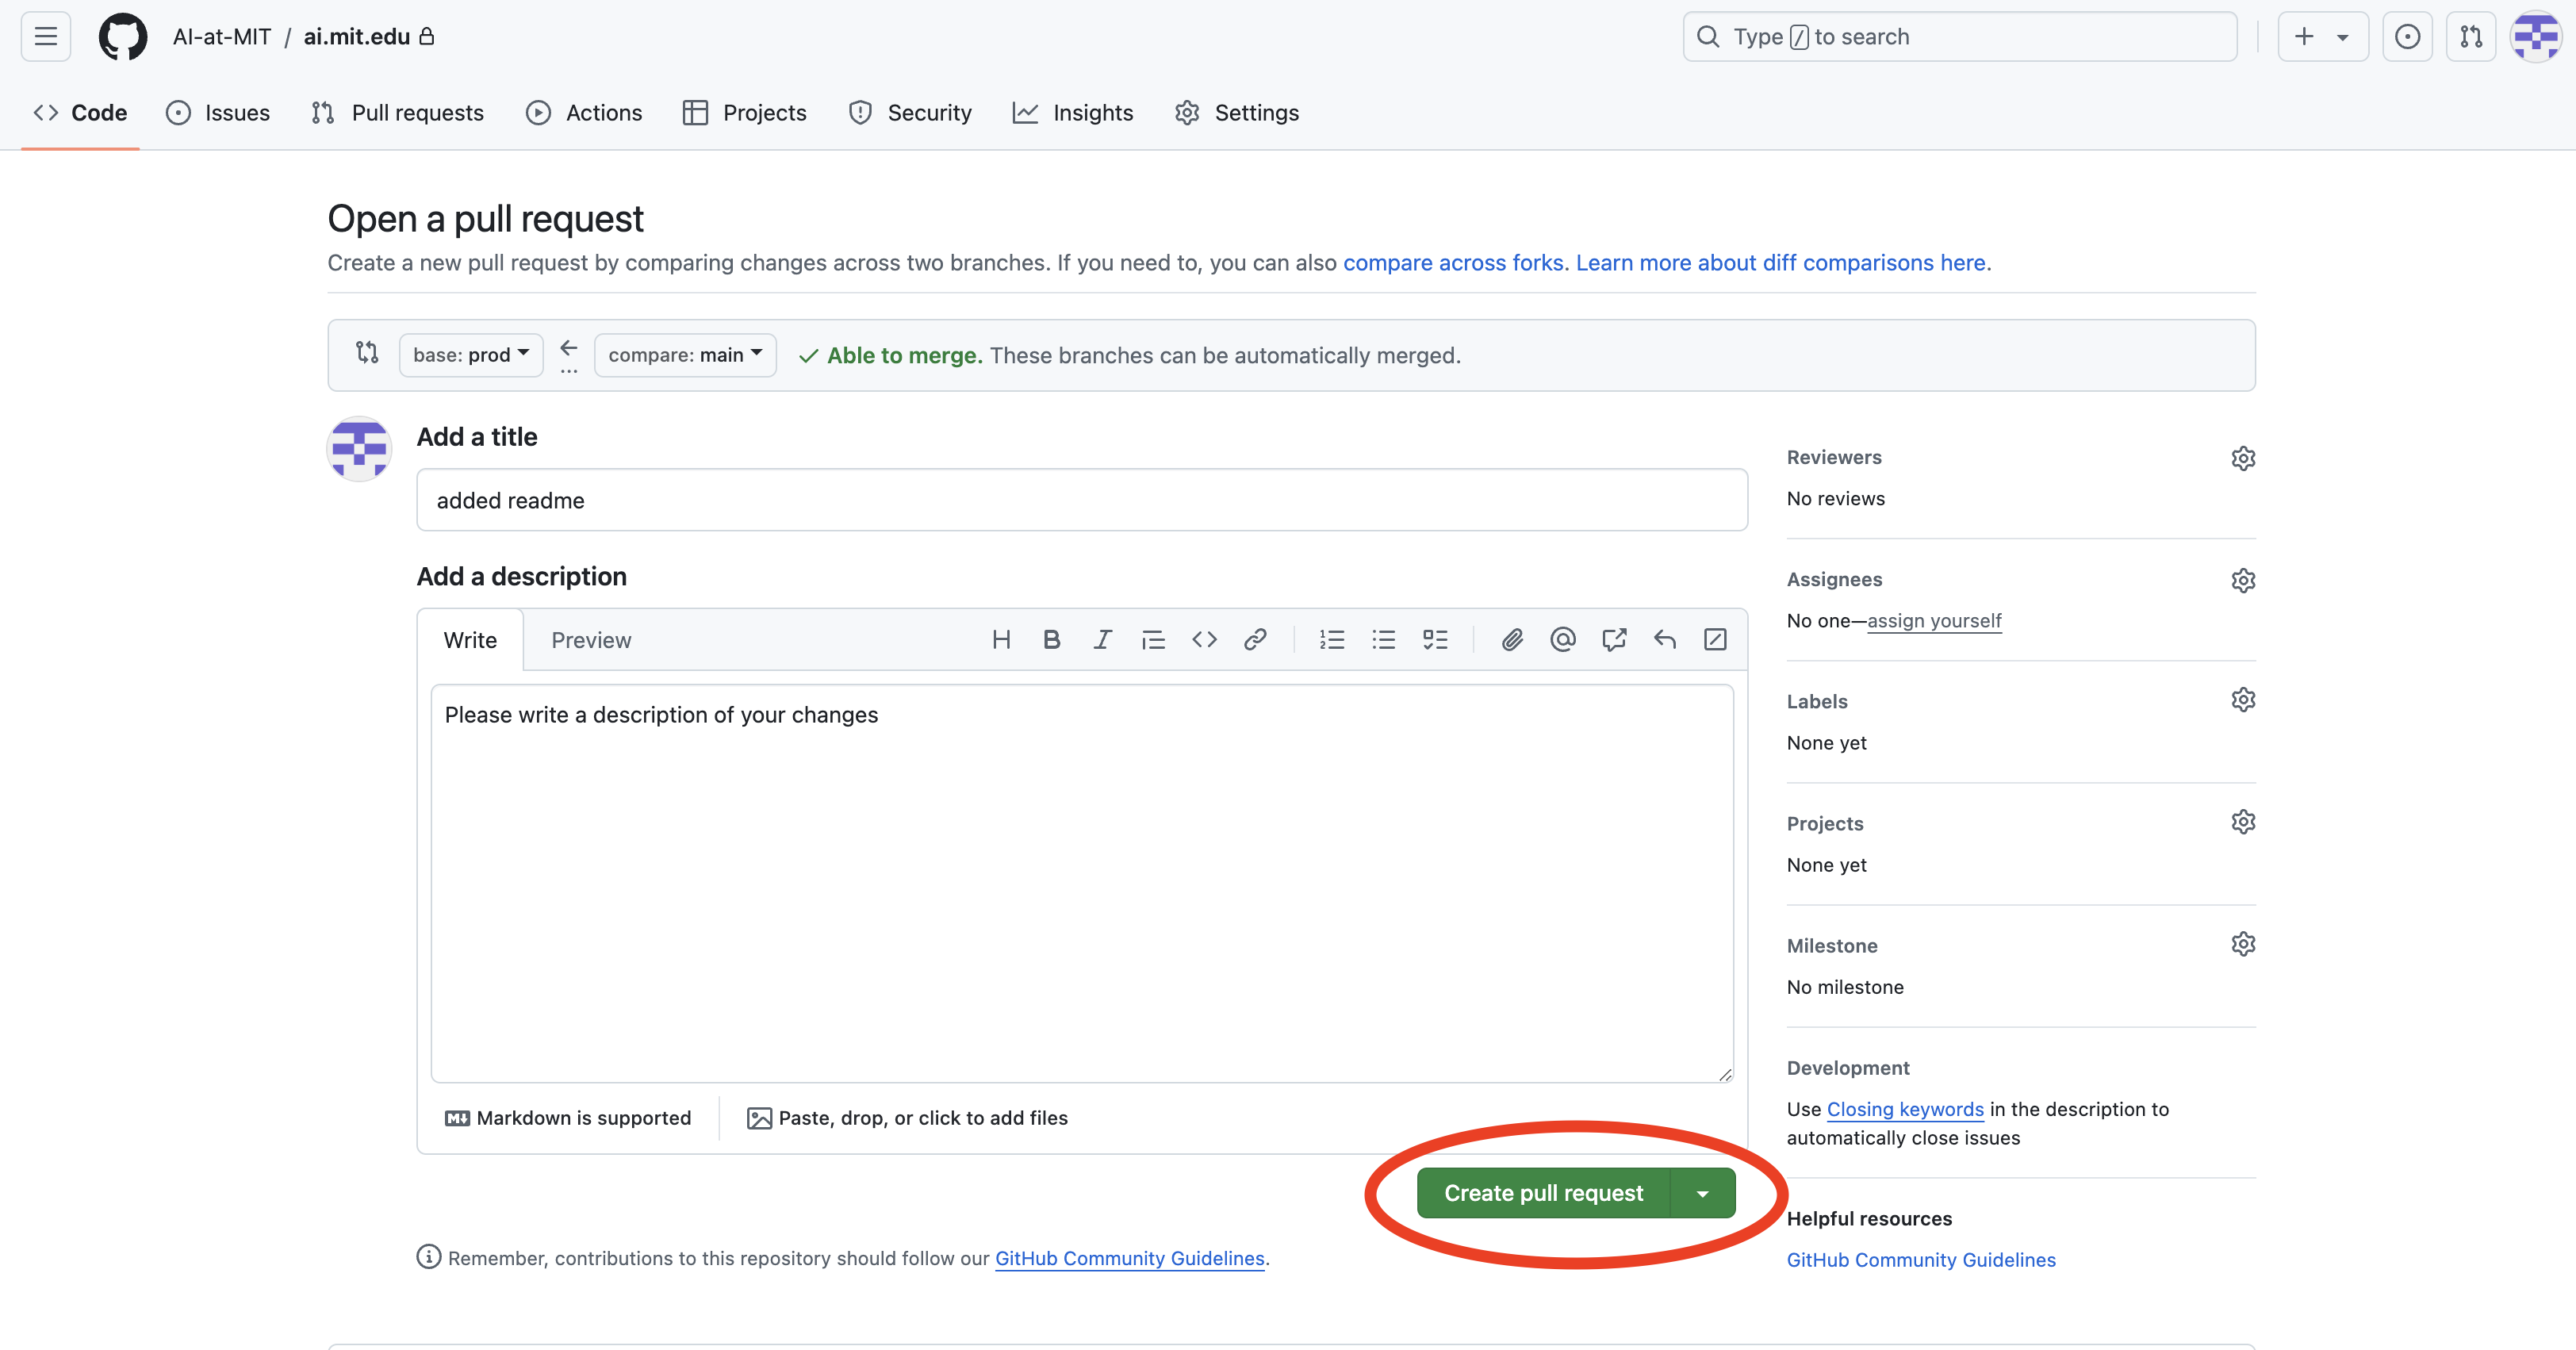 AI-at-MIT / ai.mit.edu
Type / to search
Code Issues Pull requests Actions Projects Security Insights Settings
Open a pull request
Create a new pull request by comparing changes across two branches. If you need to, you can also compare across forks. Learn more about diff comparisons here.
base: prod ... compare: main Able to merge. These branches can be automatically merged.
Add a title
added readme
Add a description
Write Preview
Please write a description of your changes
Markdown is supported
Paste, drop, or click to add files
Create pull request
Remember, contributions to this repository should follow our GitHub Community Guidelines.
Reviewers
No reviews
Assignees
No one—assign yourself
Labels
None yet
Projects
None yet
Milestone
No milestone
Development
Use Closing keywords in the description to
automatically close issues
Helpful resources
GitHub Community Guidelines